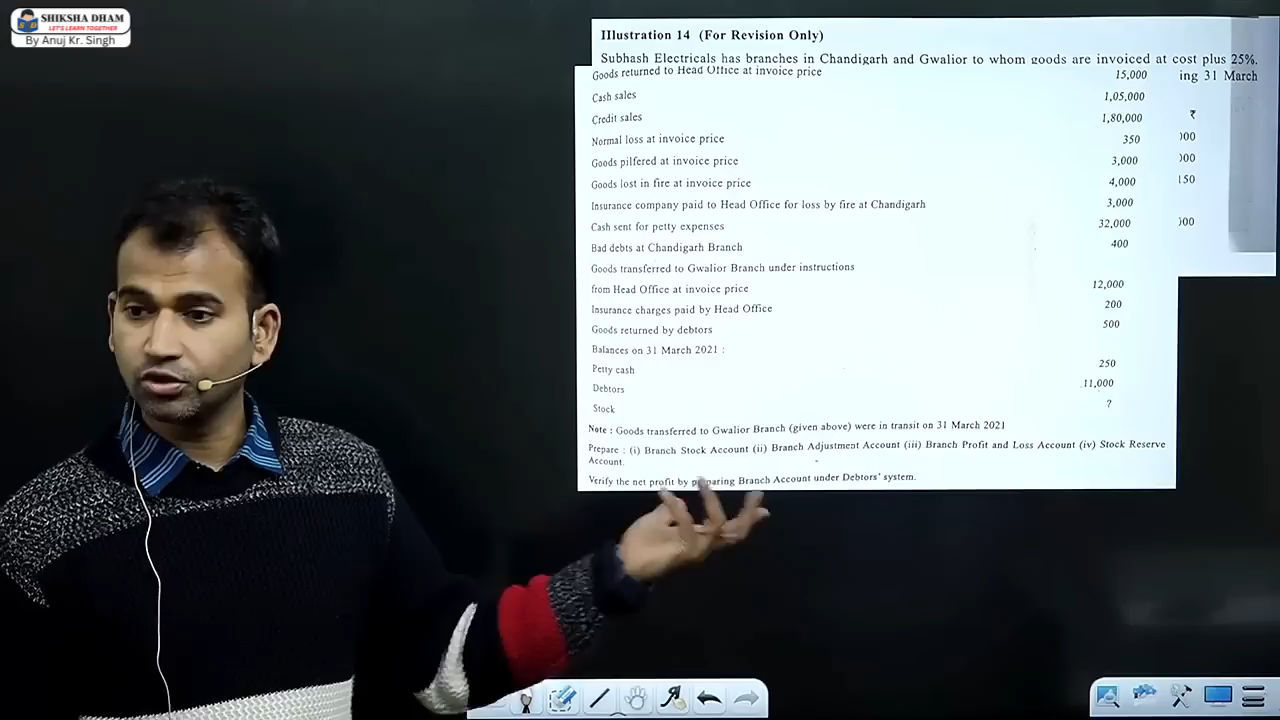 SHIKSHA DHAM
LET'S LEARN TOGETHER
By Anuj Kr. Singh
Illustration 14 (For Revision Only)
Subhash Electricals has branches in Chandigarh and Gwalior to whom goods are invoiced at cost plus 25%.
ing 31 March
Goods returned to Head Office at invoice price 15,000
Cash sales 1,05,000
Credit sales 1,80,000 ₹
Normal loss at invoice price 350 000
Goods pilfered at invoice price 3,000 000
Goods lost in fire at invoice price 4,000 150
Insurance company paid to Head Office for loss by fire at Chandigarh 3,000
Cash sent for petty expenses 32,000 000
Bad debts at Chandigarh Branch 400
Goods transferred to Gwalior Branch under instructions
from Head Office at invoice price 12,000
Insurance charges paid by Head Office 200
Goods returned by debtors 500
Balances on 31 March 2021 :
Petty cash 250
Debtors 11,000
Stock ?
Note : Goods transferred to Gwalior Branch (given above) were in transit on 31 March 2021
Prepare : (i) Branch Stock Account (ii) Branch Adjustment Account (iii) Branch Profit and Loss Account (iv) Stock Reserve
Account.
Verify the net profit by preparing Branch Account under Debtors' system.